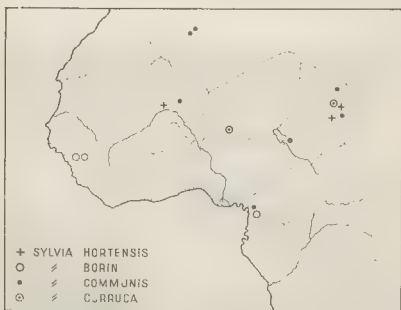 + SYLVIA HORTENSIS
○ 〃 BORIN
• 〃 COMMUNIS
⊙ 〃 CURRUCA